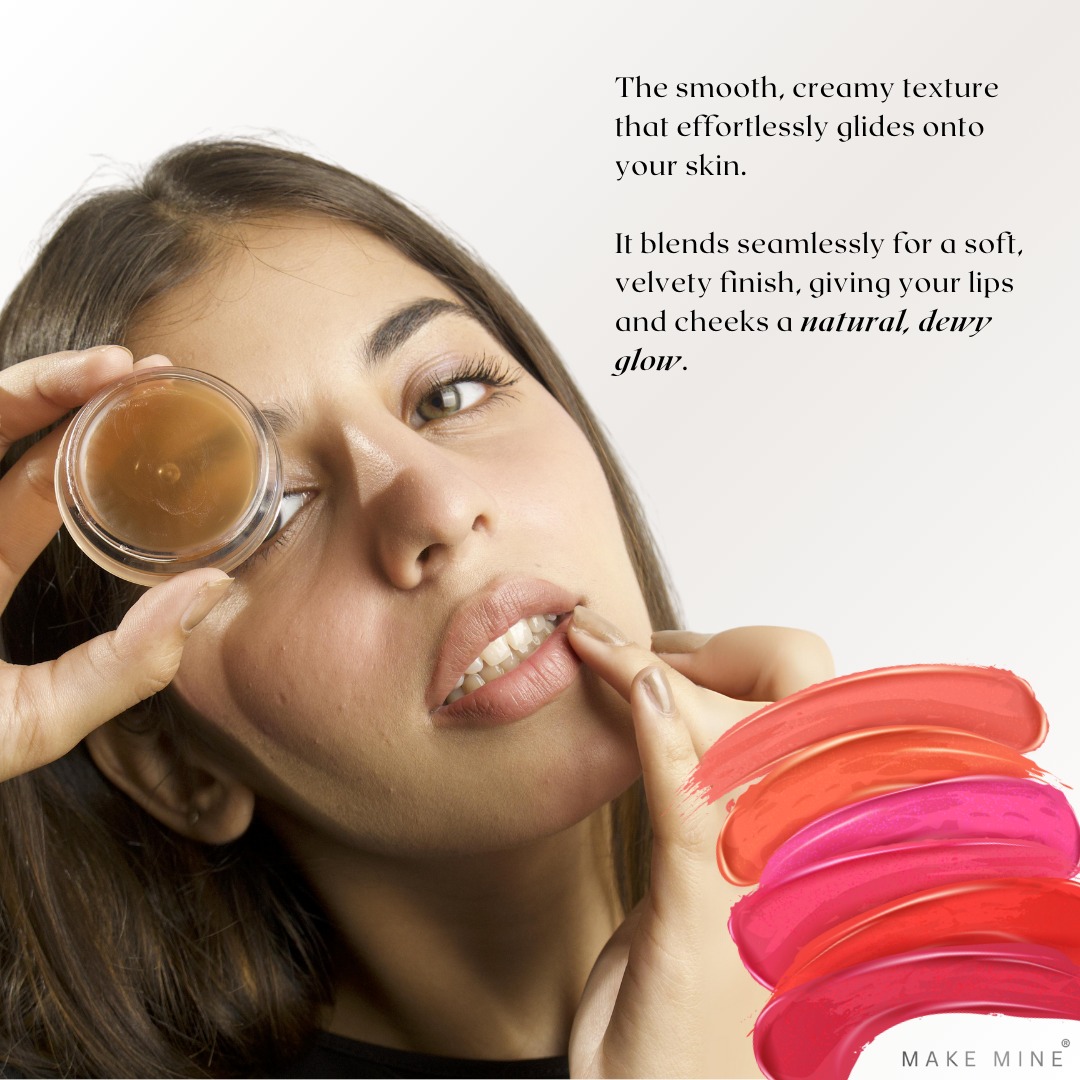 The smooth, creamy texture
that effortlessly glides onto
your skin.
It blends seamlessly for a soft,
velvety finish, giving your lips
and cheeks a natural, dewy
glow.
MAKE MINE®